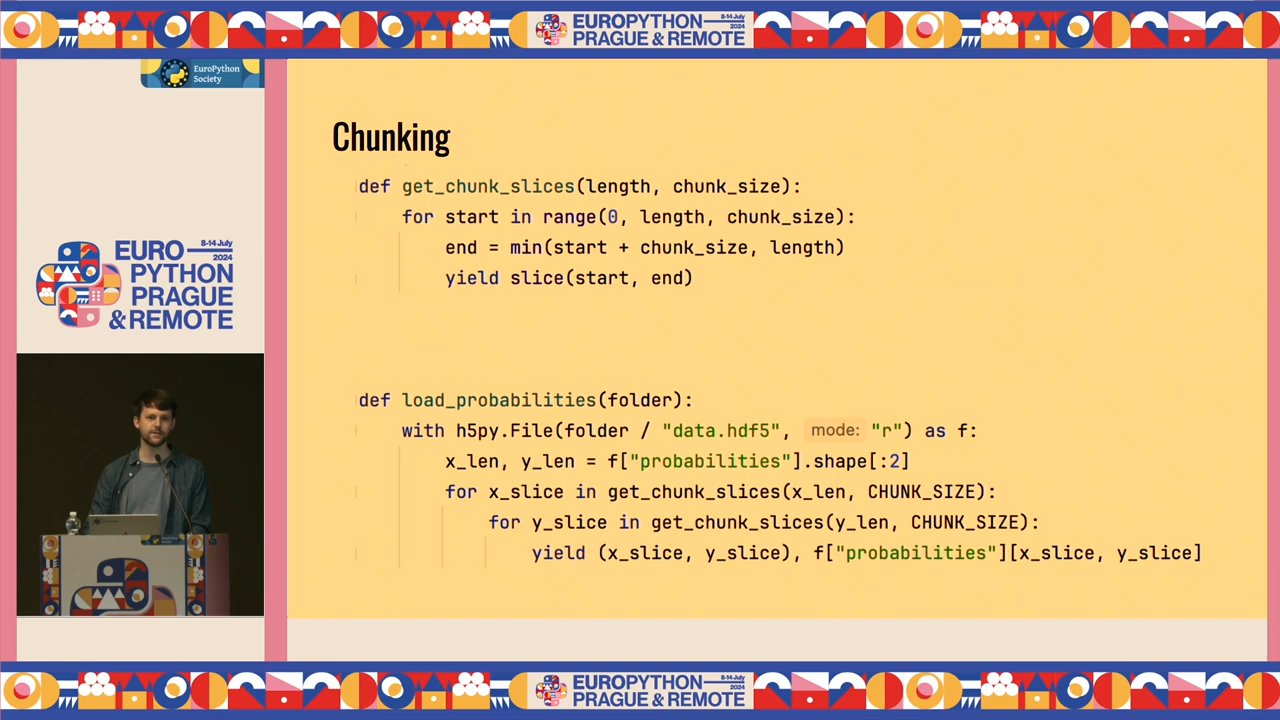 EUROPYTHON 8-14 July
PRAGUE & REMOTE 2024
EuroPython
Society
EURO 8-14 July
2024
PYTHON
PRAGUE
& REMOTE
Chunking
def get_chunk_slices(length, chunk_size):
    for start in range(0, length, chunk_size):
        end = min(start + chunk_size, length)
        yield slice(start, end)
def load_probabilities(folder):
    with h5py.File(folder / "data.hdf5", mode: "r") as f:
        x_len, y_len = f["probabilities"].shape[:2]
        for x_slice in get_chunk_slices(x_len, CHUNK_SIZE):
            for y_slice in get_chunk_slices(y_len, CHUNK_SIZE):
                yield (x_slice, y_slice), f["probabilities"][x_slice, y_slice]
EUROPYTHON 8-14 July
PRAGUE & REMOTE 2024